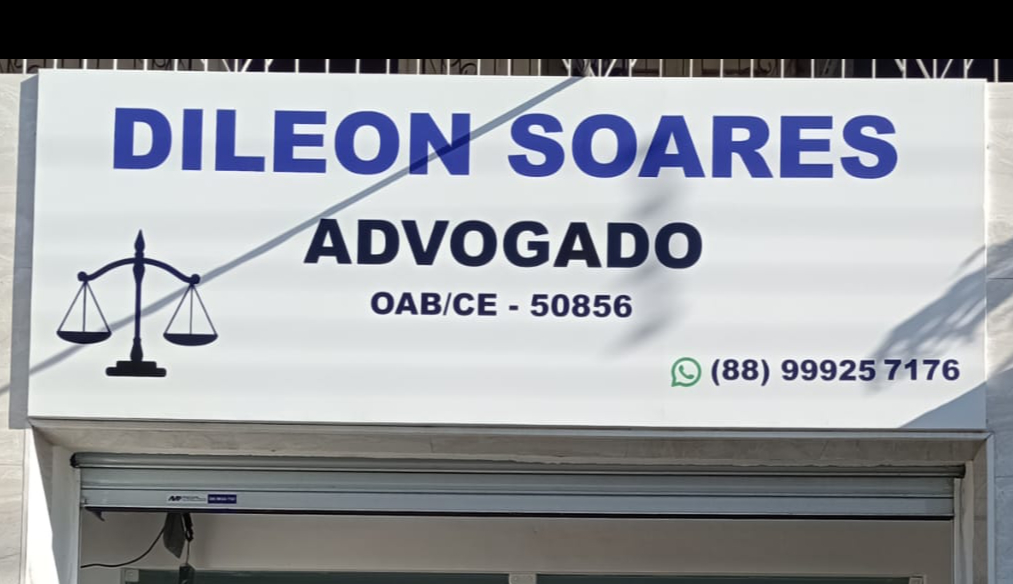 DILEON SOARES
ADVOGADO
OAB/CE - 50856
(88) 99925 7176